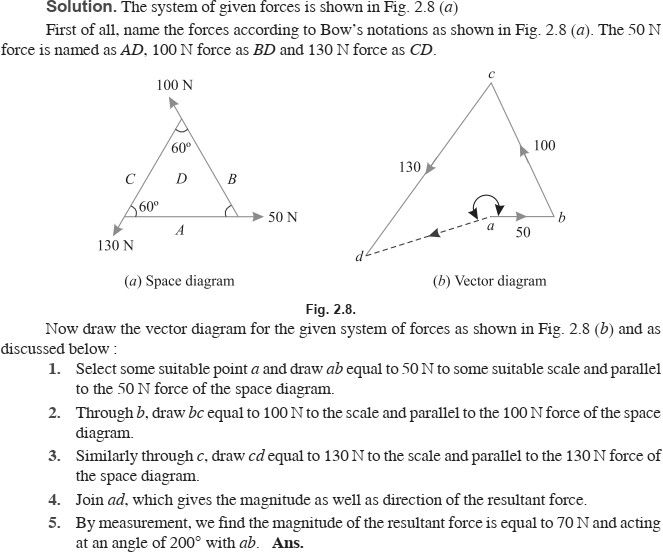 Solution. The system of given forces is shown in Fig. 2.8 (a)
First of all, name the forces according to Bow's notations as shown in Fig. 2.8 (a). The 50 N
force is named as AD, 100 N force as BD and 130 N force as CD.
100 N
60º
C
D
B
60º
A
50 N
130 N
(a) Space diagram
c
100
130
a
b
50
d
(b) Vector diagram
Fig. 2.8.
Now draw the vector diagram for the given system of forces as shown in Fig. 2.8 (b) and as
discussed below :
1. Select some suitable point a and draw ab equal to 50 N to some suitable scale and parallel
to the 50 N force of the space diagram.
2. Through b, draw bc equal to 100 N to the scale and parallel to the 100 N force of the space
diagram.
3. Similarly through c, draw cd equal to 130 N to the scale and parallel to the 130 N force of
the space diagram.
4. Join ad, which gives the magnitude as well as direction of the resultant force.
5. By measurement, we find the magnitude of the resultant force is equal to 70 N and acting
at an angle of 200° with ab. Ans.